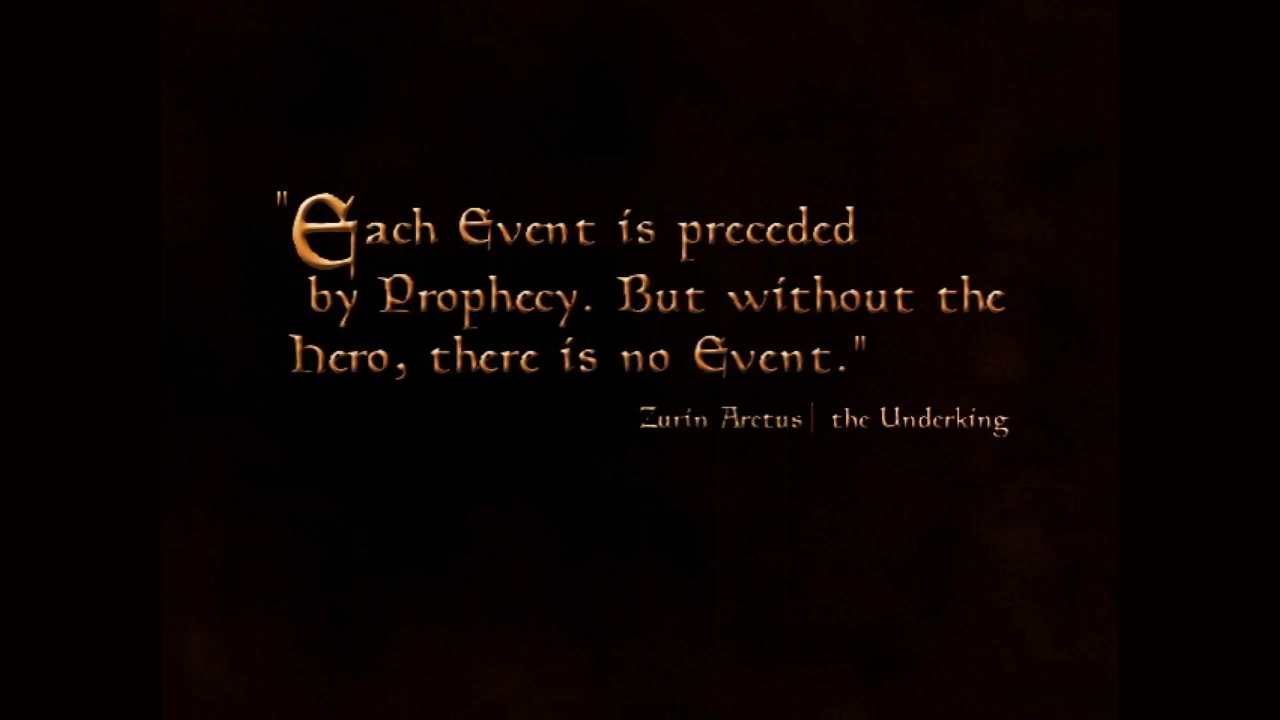 "Each Event is preceded
by Prophecy. But without the
hero, there is no Event."
Zurin Arctus| the Underking